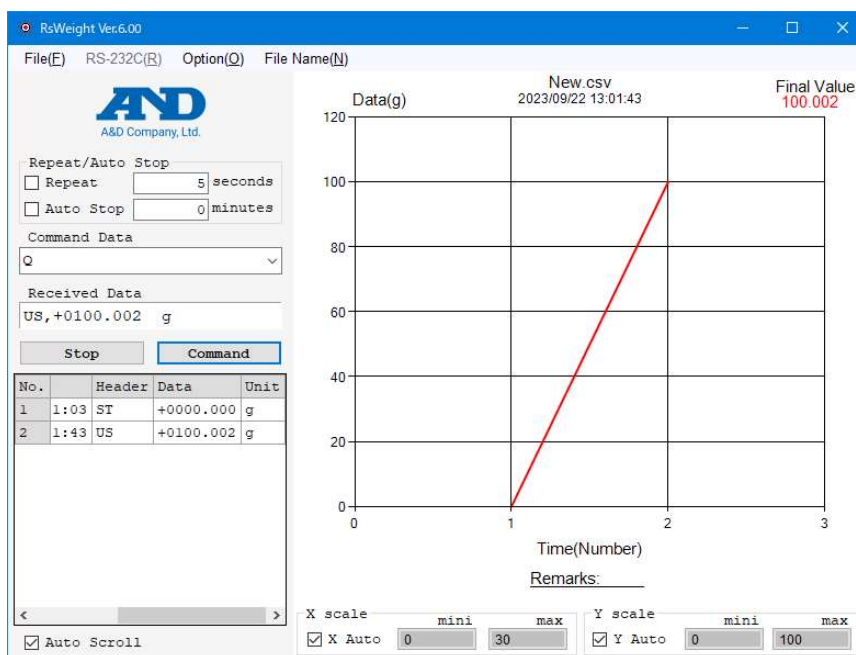 RsWeight Ver.6.00
File(F) RS-232C(R) Option(O) File Name(N)
AND
A&D Company, Ltd.
Repeat/Auto Stop
Repeat 5 seconds
Auto Stop 0 minutes
Command Data
Q
Received Data
US,+0100.002 g
Stop Command
No. Header Data Unit
1 1:03 ST +0000.000 g
2 1:43 US +0100.002 g
Auto Scroll
New.csv
Data(g) 2023/09/22 13:01:43
Final Value
100.002
120
100
80
60
40
20
0
0 1 2 3
Time(Number)
Remarks:
X scale mini max
X Auto 0 30
Y scale mini max
Y Auto 0 100